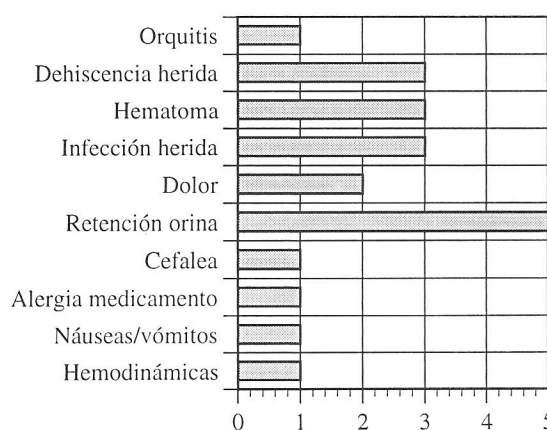 Orquitis
Dehiscencia herida
Hematoma
Infección herida
Dolor
Retención orina
Cefalea
Alergia medicamento
Náuseas/vómitos
Hemodinámicas
0 1 2 3 4 5